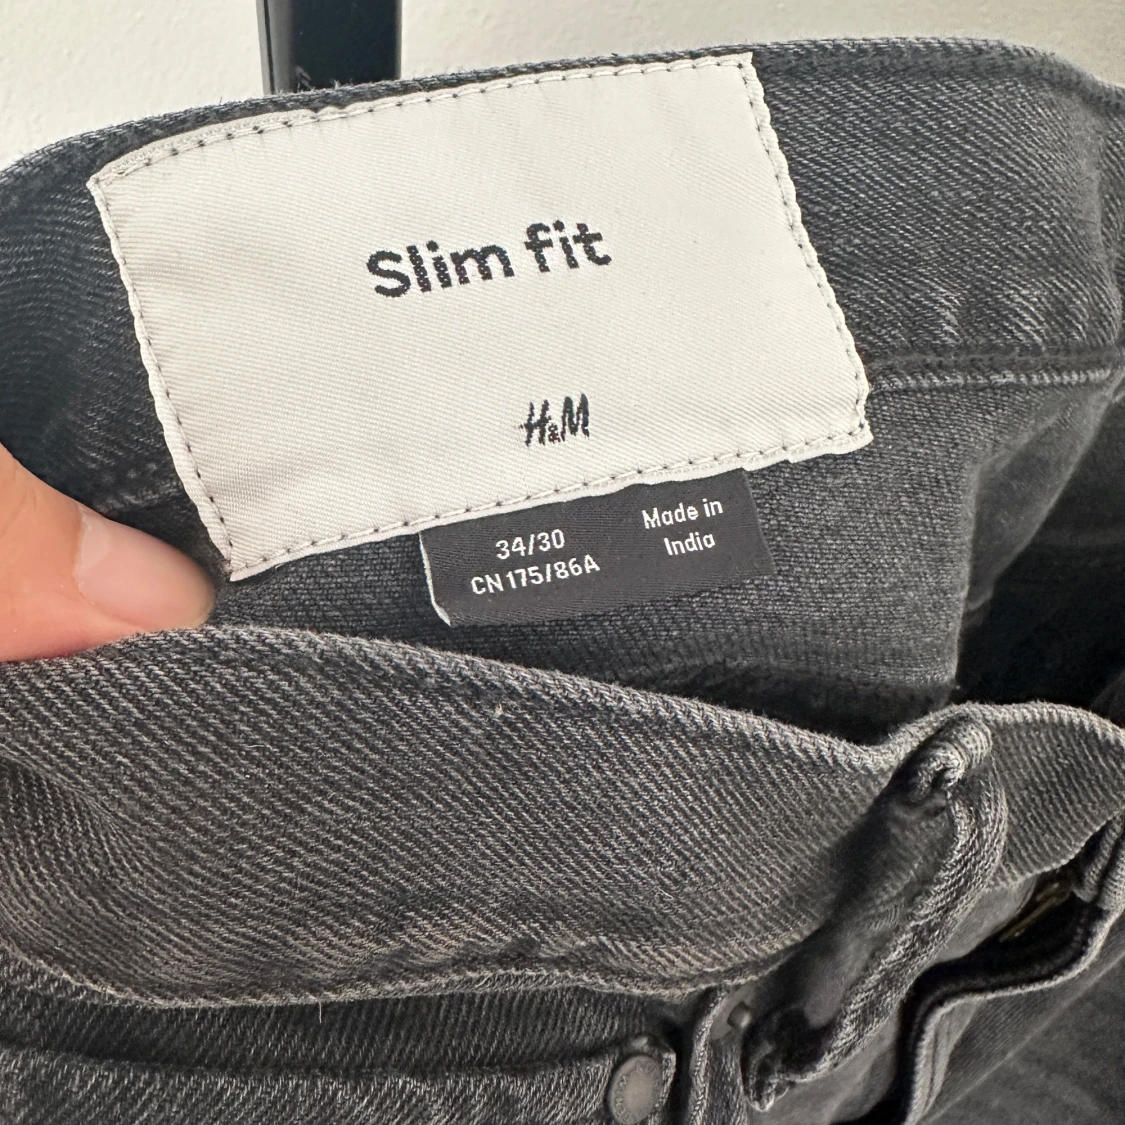 Slim fit
H&M
34/30
CN 175/86A
Made in
India